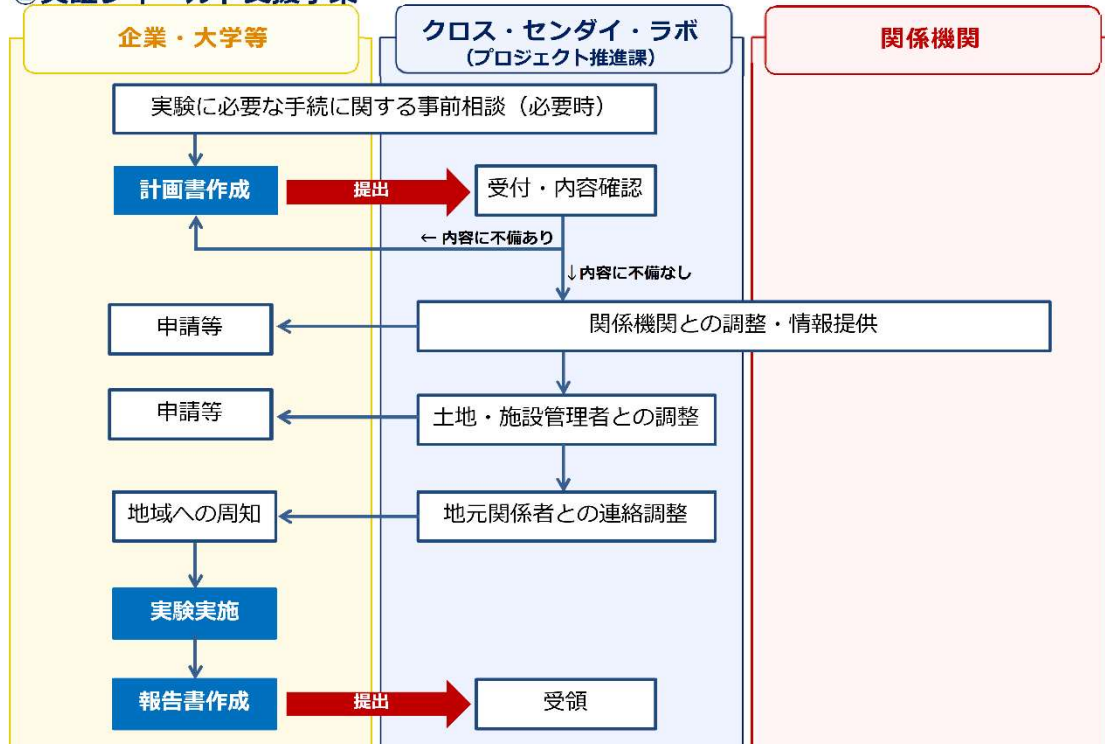 企業・大学等
クロス・センダイ・ラボ
(プロジェクト推進課)
関係機関
実験に必要な手続に関する事前相談（必要時）
計画書作成
提出
受付・内容確認
← 内容に不備あり
↓内容に不備なし
申請等
関係機関との調整・情報提供
申請等
土地・施設管理者との調整
地域への周知
地元関係者との連絡調整
実験実施
報告書作成
提出
受領